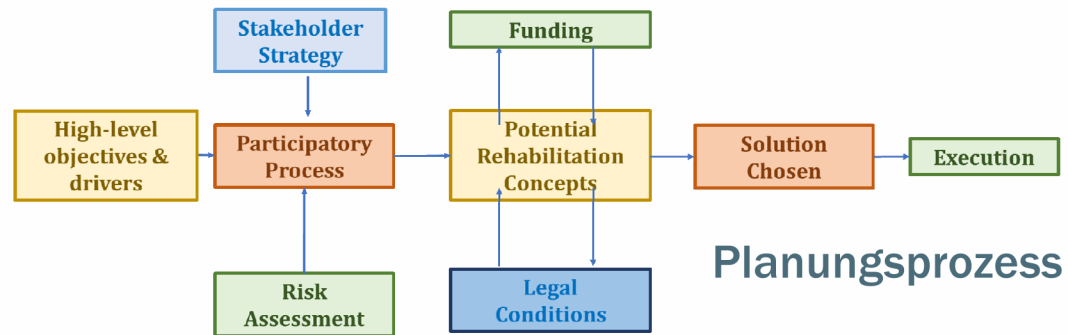 Stakeholder
Strategy
Funding
High-level
objectives &
drivers
Participatory
Process
Potential
Rehabilitation
Concepts
Solution
Chosen
Execution
Risk
Assessment
Legal
Conditions
Planungsprozess